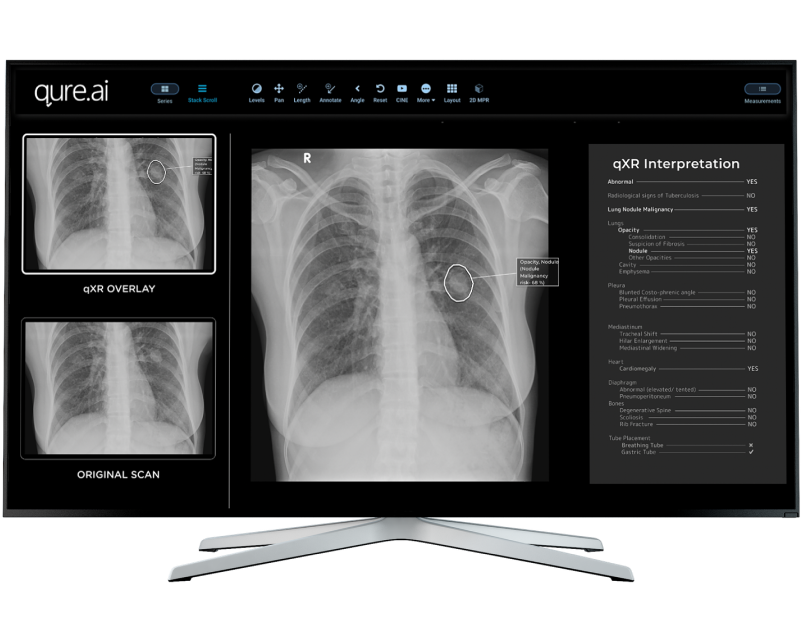 qure.ai
Series
Stack Scroll
Levels
Pan
Length
Annotate
Angle
Reset
CINE
More
Layout
2D MPR
Measurements
qXR OVERLAY
ORIGINAL SCAN
R
Opacity, Nodule
(Nodule
Malignancy
risk: 68 %)
qXR Interpretation
Abnormal YES
Radiological signs of Tuberculosis NO
Lung Nodule Malignancy YES
Lungs
Opacity YES
Consolidation NO
Suspicion of Fibrosis NO
Nodule YES
Other Opacities NO
Cavity NO
Emphysema NO
Pleura
Blunted Costo-phrenic angle NO
Pleural Effusion NO
Pneumothorax NO
Mediastinum
Tracheal Shift NO
Hilar Enlargement NO
Mediastinal Widening NO
Heart
Cardiomegaly YES
Diaphragm
Abnormal (elevated/ tented) NO
Pneumoperitoneum NO
Bones
Degenerative Spine NO
Scoliosis NO
Rib Fracture NO
Tube Placement
Breathing Tube ×
Gastric Tube ✓